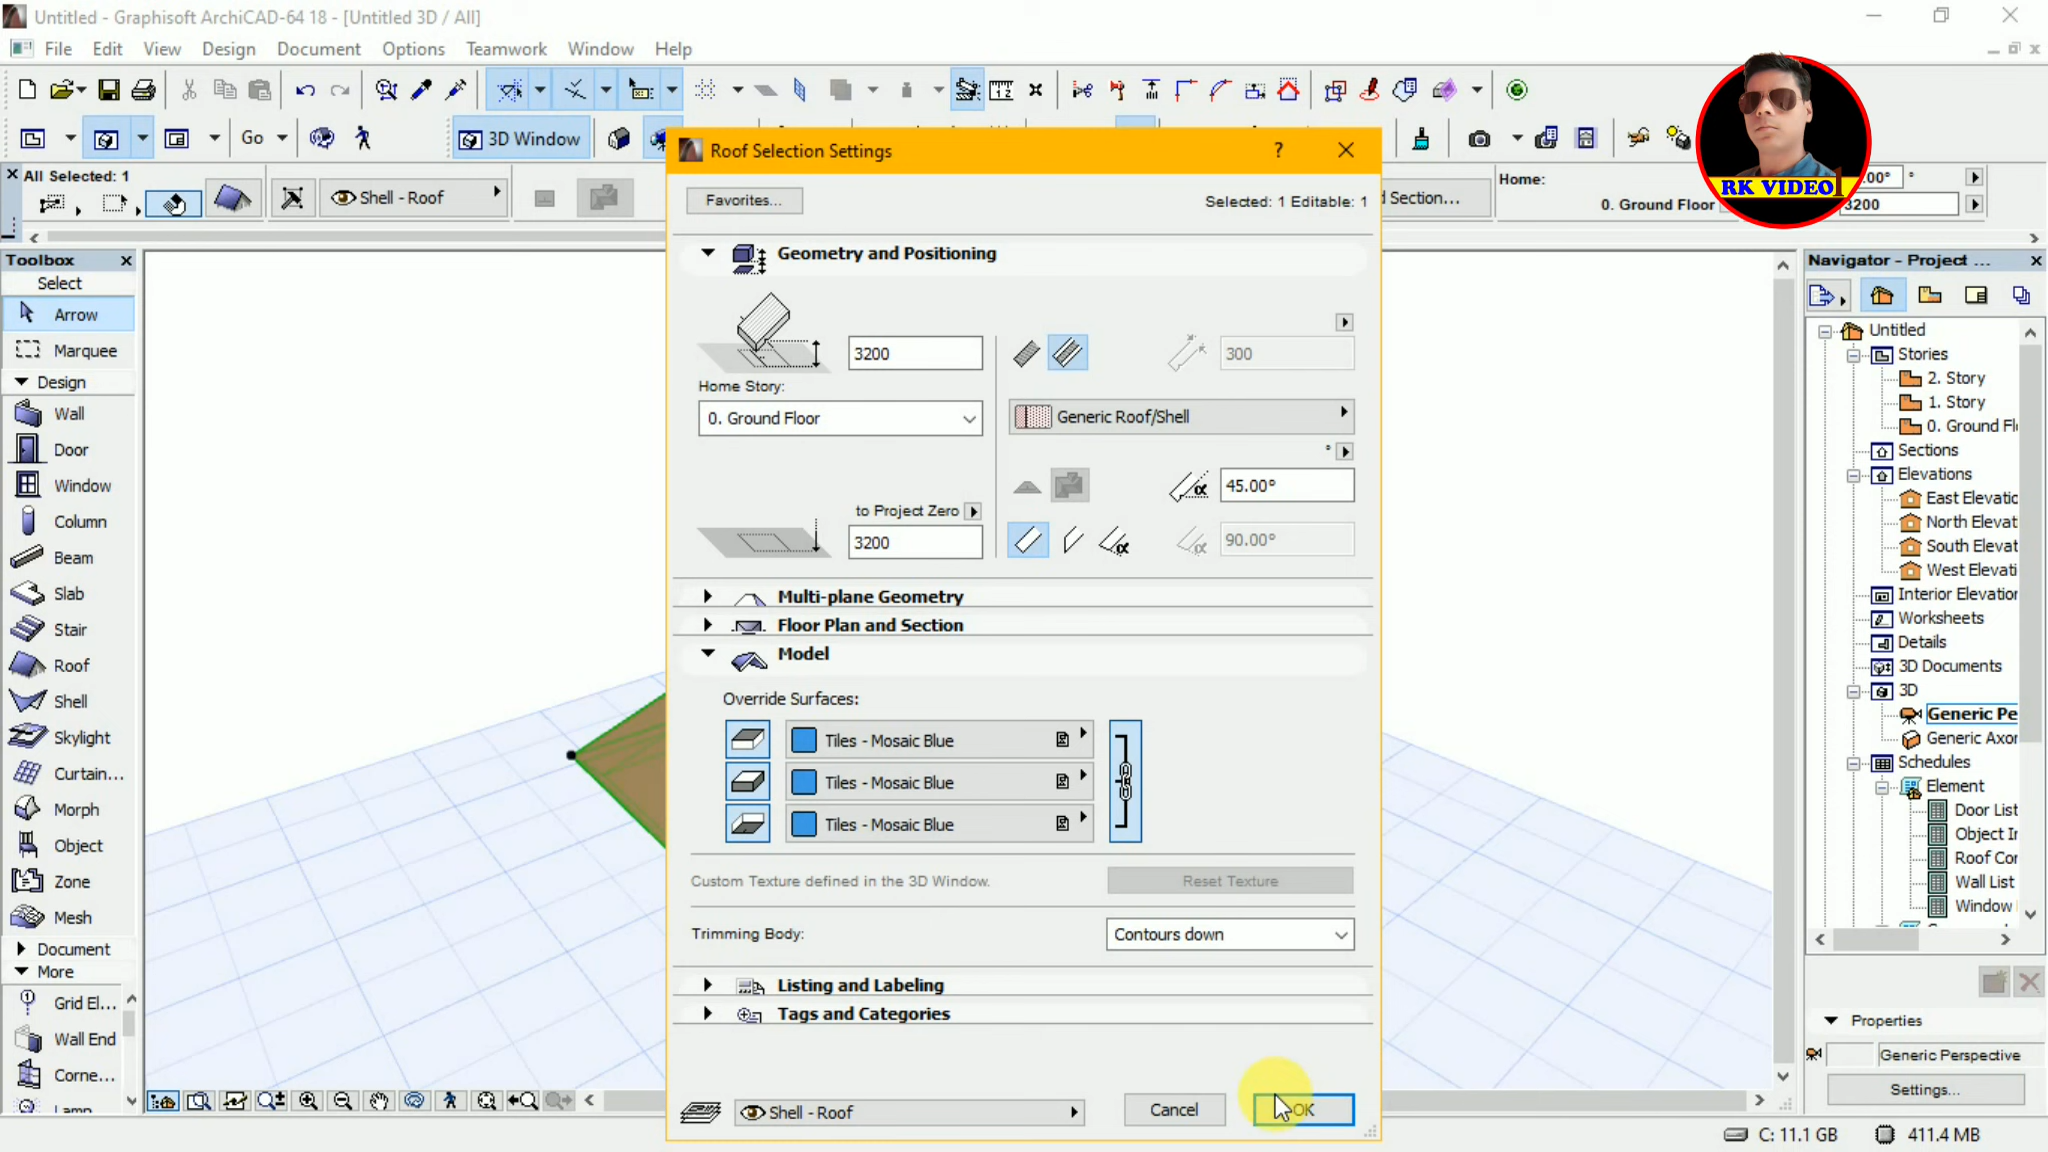 Untitled - Graphisoft ArchiCAD-64 18 - [Untitled 3D / All]
File Edit View Design Document Options Teamwork Window Help
Go
3D Window
All Selected: 1
Shell - Roof
Section...
Home:
0. Ground Floor
.00° °
3200
RK VIDEO1
Toolbox
Select
Arrow
Marquee
Design
Wall
Door
Window
Column
Beam
Slab
Stair
Roof
Shell
Skylight
Curtain...
Morph
Object
Zone
Mesh
Document
More
Grid El...
Wall End
Corne...
Lamp
Roof Selection Settings
?
Favorites...
Selected: 1 Editable: 1
Geometry and Positioning
3200
300
Home Story:
0. Ground Floor
Generic Roof/Shell
°
45.00°
to Project Zero
3200
90.00°
Multi-plane Geometry
Floor Plan and Section
Model
Override Surfaces:
Tiles - Mosaic Blue
Tiles - Mosaic Blue
Tiles - Mosaic Blue
Custom Texture defined in the 3D Window.
Reset Texture
Trimming Body:
Contours down
Listing and Labeling
Tags and Categories
Shell - Roof
Cancel
OK
Navigator - Project ...
Untitled
Stories
2. Story
1. Story
0. Ground Fl
Sections
Elevations
East Elevatio
North Elevat
South Elevat
West Elevati
Interior Elevation
Worksheets
Details
3D Documents
3D
Generic Pe
Generic Axon
Schedules
Element
Door List
Object In
Roof Cor
Wall List
Window
Properties
Generic Perspective
Settings...
C: 11.1 GB
411.4 MB